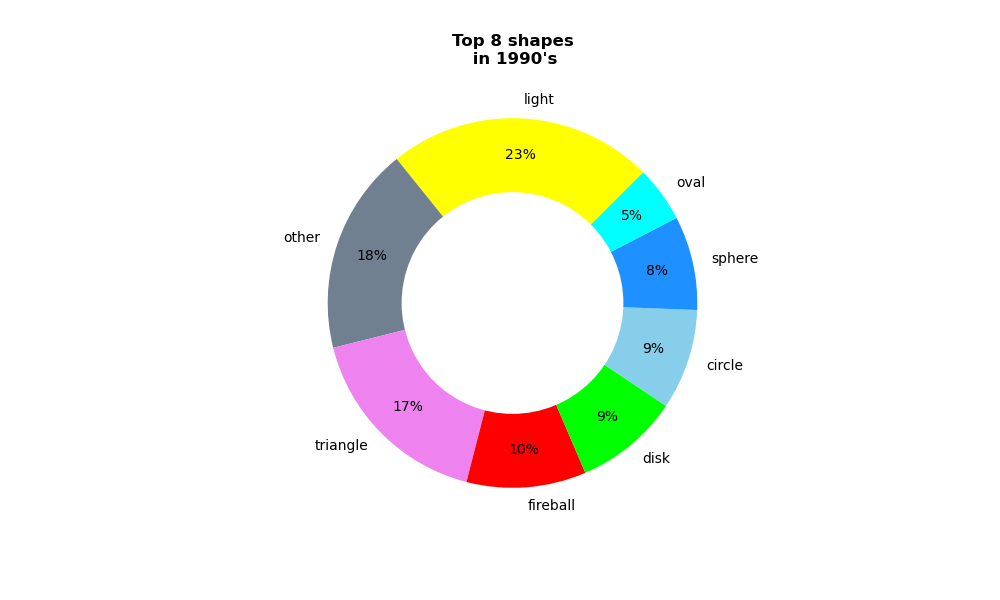 Top 8 shapes
in 1990's
light
23%
oval
5%
other
18%
sphere
8%
circle
9%
triangle
17%
disk
9%
fireball
10%